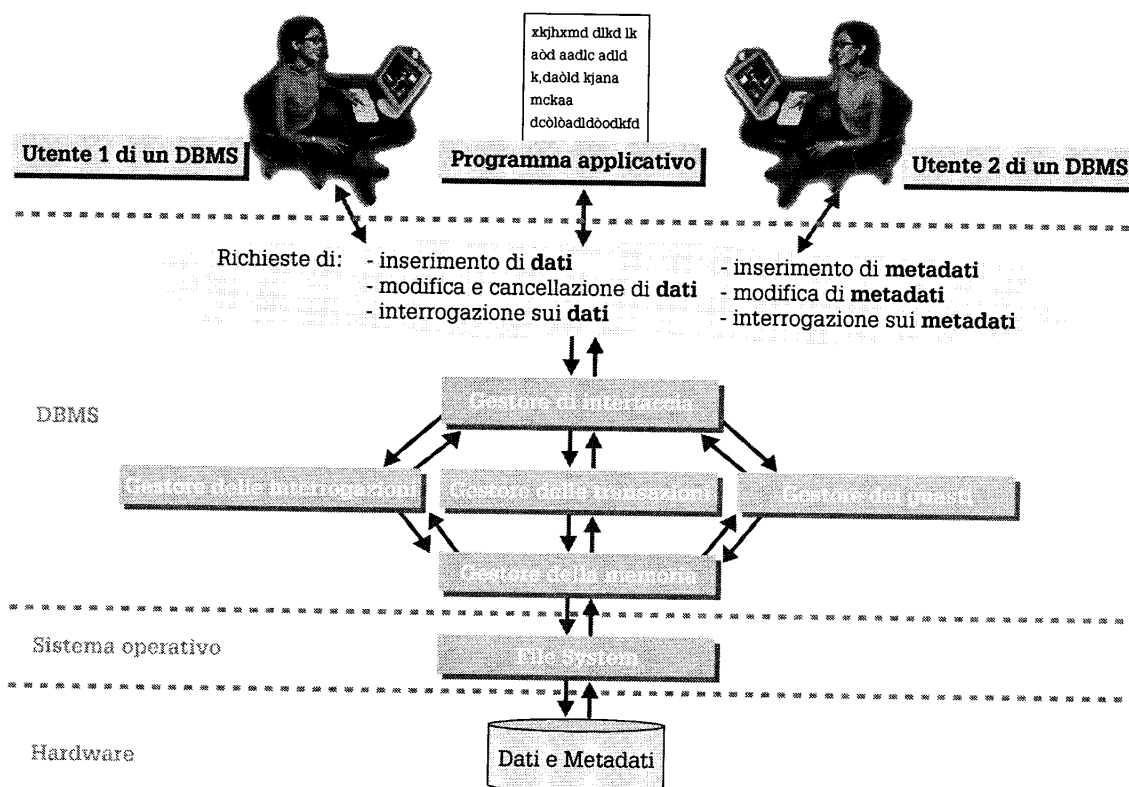 xkjhxmd dlkd lk
aòd aadlc adld
k,daòld kjana
mckaa
dcòlòadldòodkfd
Utente 1 di un DBMS
Programma applicativo
Utente 2 di un DBMS
Richieste di:
- inserimento di dati
- modifica e cancellazione di dati
- interrogazione sui dati
- inserimento di metadati
- modifica di metadati
- interrogazione sui metadati
DBMS
Gestore di interfaccia
Gestore delle interrogazioni
Gestore delle transazioni
Gestore dei guasti
Gestore della memoria
Sistema operativo
File System
Hardware
Dati e Metadati